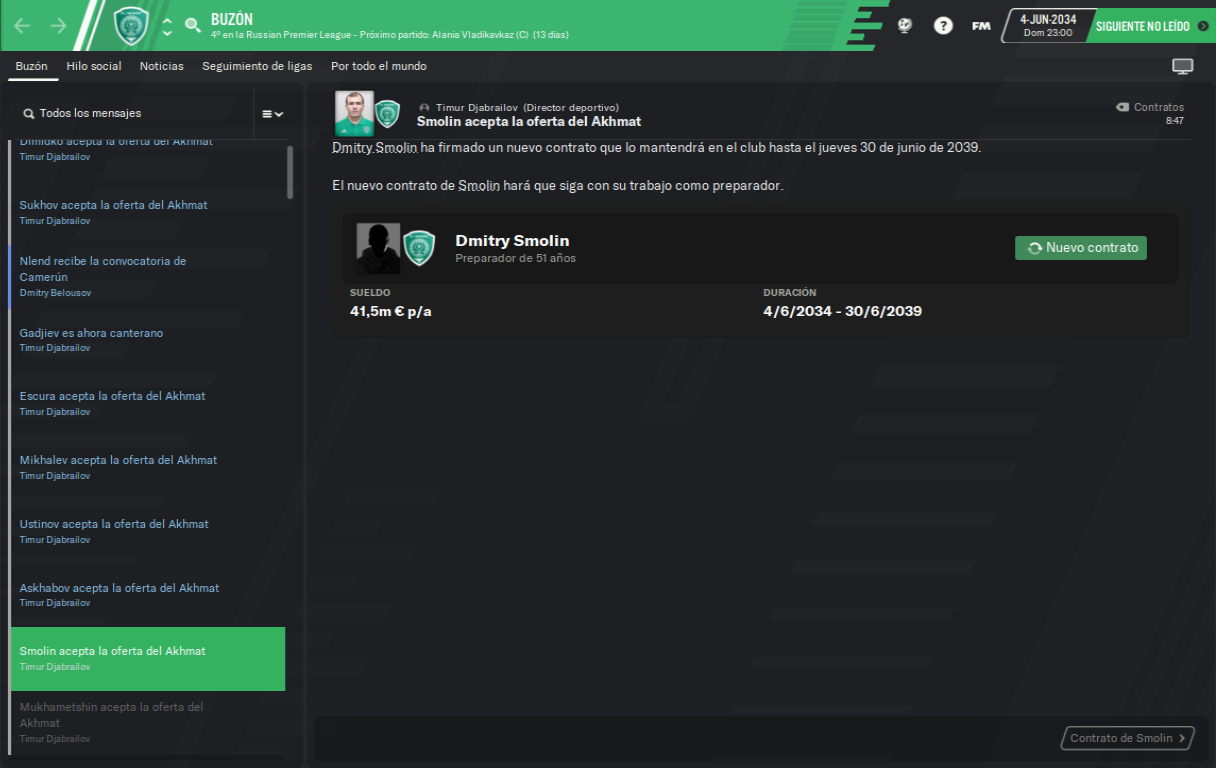 BUZÓN
4º en la Russian Premier League - Próximo partido: Alania Vladikavkaz (C) (13 días)
?
FM
4-JUN-2034
Dom 23:00
SIGUIENTE NO LEÍDO
Buzón Hilo social Noticias Seguimiento de ligas Por todo el mundo
Todos los mensajes
Dimidko acepta la oferta del Akhmat
Timur Djabrailov
Sukhov acepta la oferta del Akhmat
Timur Djabrailov
Nlend recibe la convocatoria de
Camerún
Dmitry Belousov
Gadjiev es ahora canterano
Timur Djabrailov
Escura acepta la oferta del Akhmat
Timur Djabrailov
Mikhalev acepta la oferta del Akhmat
Timur Djabrailov
Ustinov acepta la oferta del Akhmat
Timur Djabrailov
Askhabov acepta la oferta del Akhmat
Timur Djabrailov
Smolin acepta la oferta del Akhmat
Timur Djabrailov
Mukhametshin acepta la oferta del
Akhmat
Timur Djabrailov
Timur Djabrailov (Director deportivo)
Smolin acepta la oferta del Akhmat
Contratos
8:47
Dmitry Smolin ha firmado un nuevo contrato que lo mantendrá en el club hasta el jueves 30 de junio de 2039.
El nuevo contrato de Smolin hará que siga con su trabajo como preparador.
Dmitry Smolin
Preparador de 51 años
Nuevo contrato
SUELDO
41,5m € p/a
DURACIÓN
4/6/2034 - 30/6/2039
Contrato de Smolin